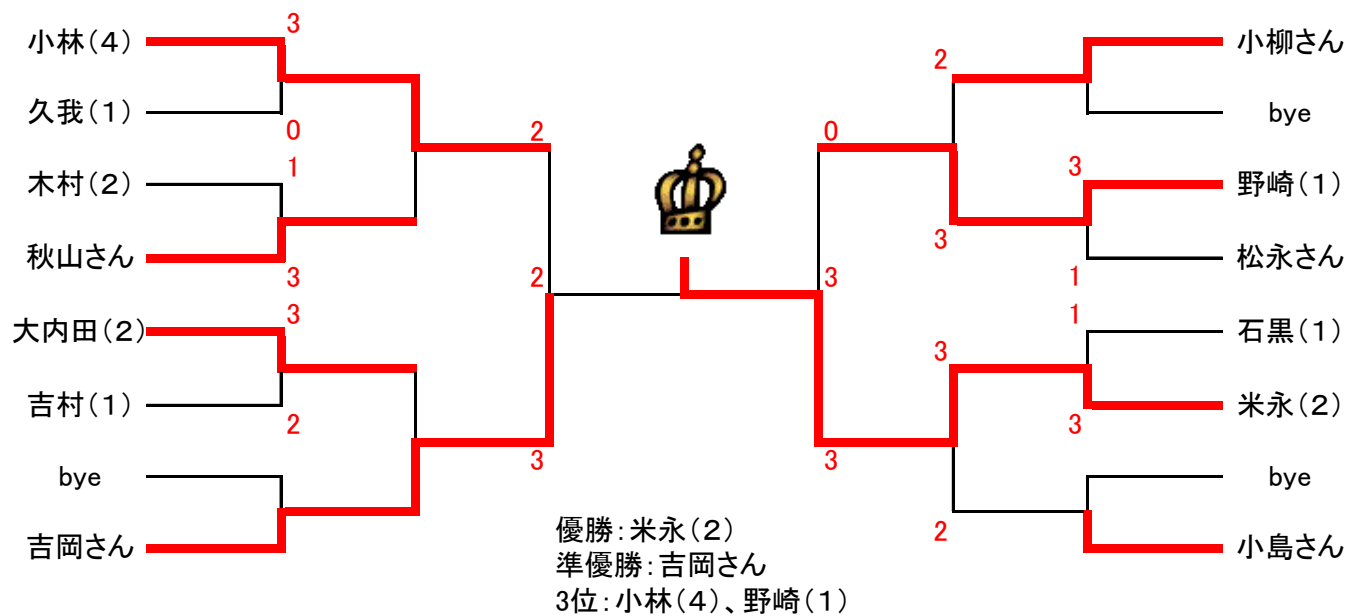 3
小林(4)
小柳さん
2
久我(1)
bye
0
2
0
1
3
木村(2)
野崎(1)
秋山さん
3
松永さん
3
2
3
1
3
1
大内田(2)
石黒(1)
3
吉村(1)
米永(2)
2
3
3
3
bye
bye
2
吉岡さん
小島さん
優勝:米永(2)
準優勝:吉岡さん
3位:小林(4)、野崎(1)